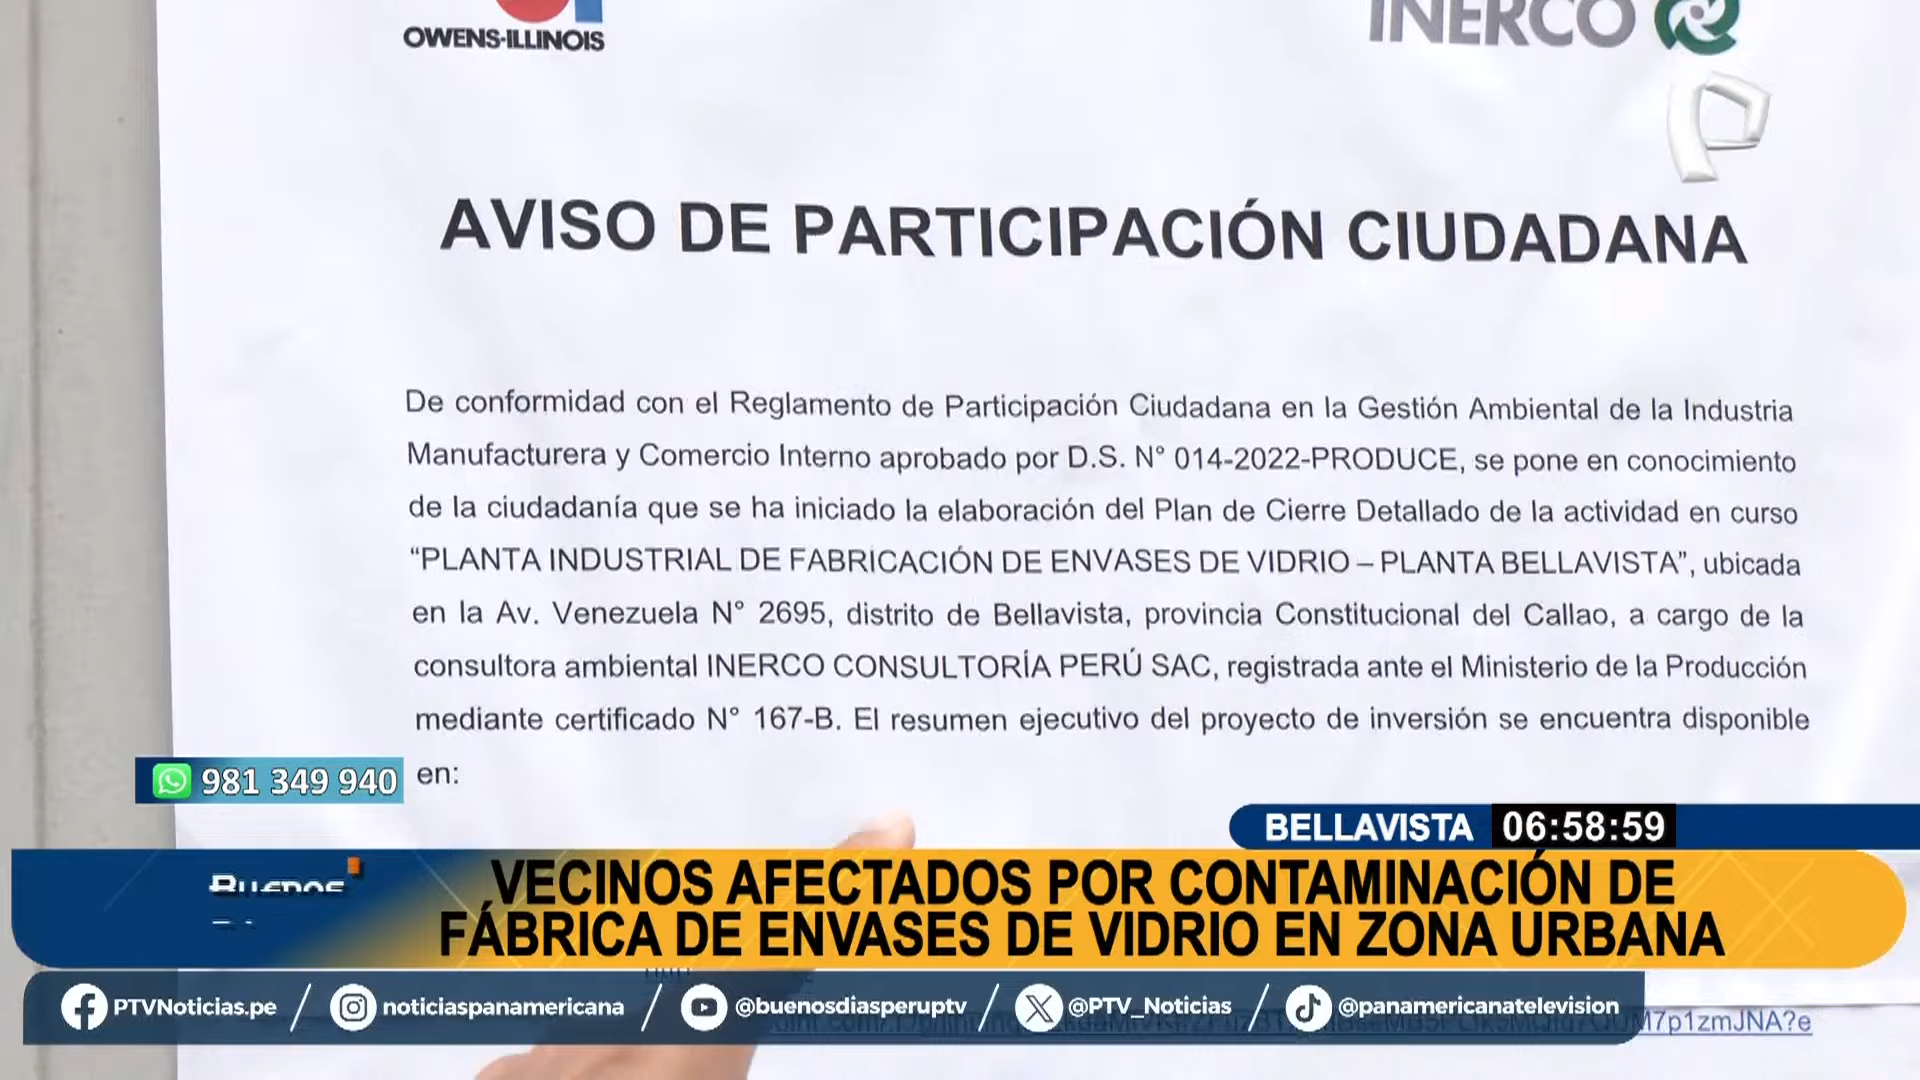 OWENS-ILLINOIS
INERCO
AVISO DE PARTICIPACIÓN CIUDADANA
De conformidad con el Reglamento de Participación Ciudadana en la Gestión Ambiental de la Industria
Manufacturera y Comercio Interno aprobado por D.S. N° 014-2022-PRODUCE, se pone en conocimiento
de la ciudadanía que se ha iniciado la elaboración del Plan de Cierre Detallado de la actividad en curso
“PLANTA INDUSTRIAL DE FABRICACIÓN DE ENVASES DE VIDRIO – PLANTA BELLAVISTA”, ubicada
en la Av. Venezuela N° 2695, distrito de Bellavista, provincia Constitucional del Callao, a cargo de la
consultora ambiental INERCO CONSULTORÍA PERÚ SAC, registrada ante el Ministerio de la Producción
mediante certificado N° 167-B. El resumen ejecutivo del proyecto de inversión se encuentra disponible
en:
981 349 940
BELLAVISTA 06:58:59
Buenos
VECINOS AFECTADOS POR CONTAMINACIÓN DE
FÁBRICA DE ENVASES DE VIDRIO EN ZONA URBANA
PTVNoticias.pe / noticiaspanamericana / @buenosdiasperuptv / @PTV_Noticias / @panamericanatelevision
M7p1zmJNA?e